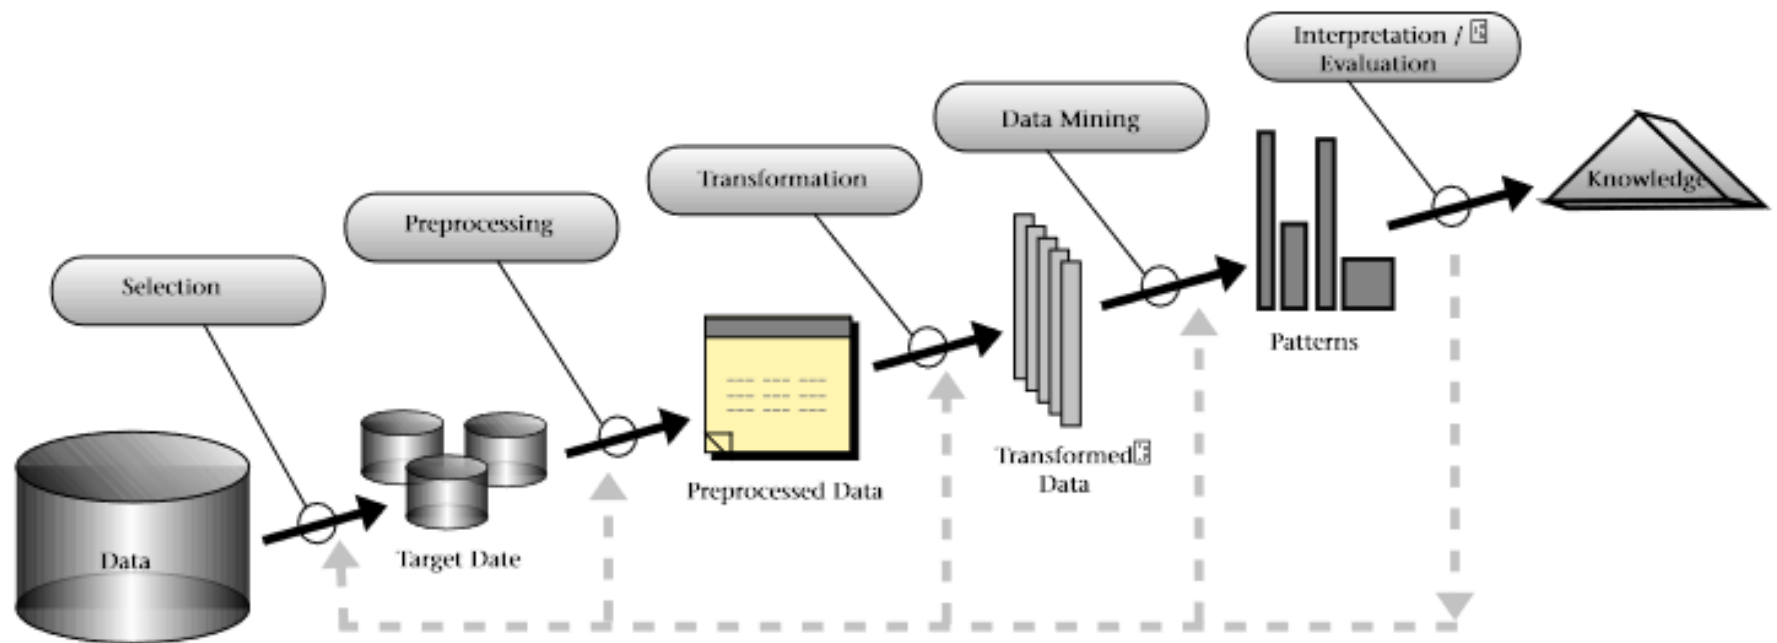 Interpretation /
Evaluation
Data Mining
Transformation
Knowledge
Preprocessing
Selection
Patterns
Transformed
Data
Preprocessed Data
Target Date
Data